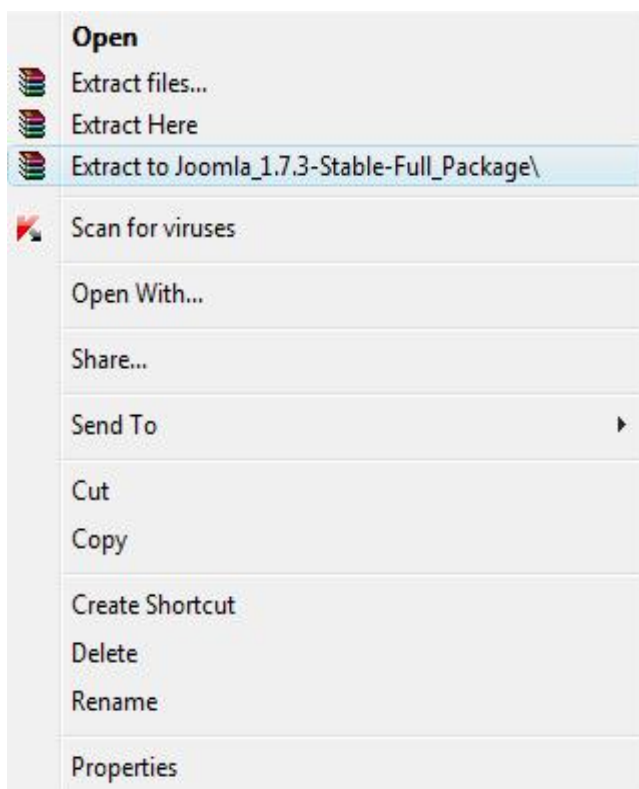 Open
Extract files...
Extract Here
Extract to Joomla_1.7.3-Stable-Full_Package\
Scan for viruses
Open With...
Share...
Send To
Cut
Copy
Create Shortcut
Delete
Rename
Properties